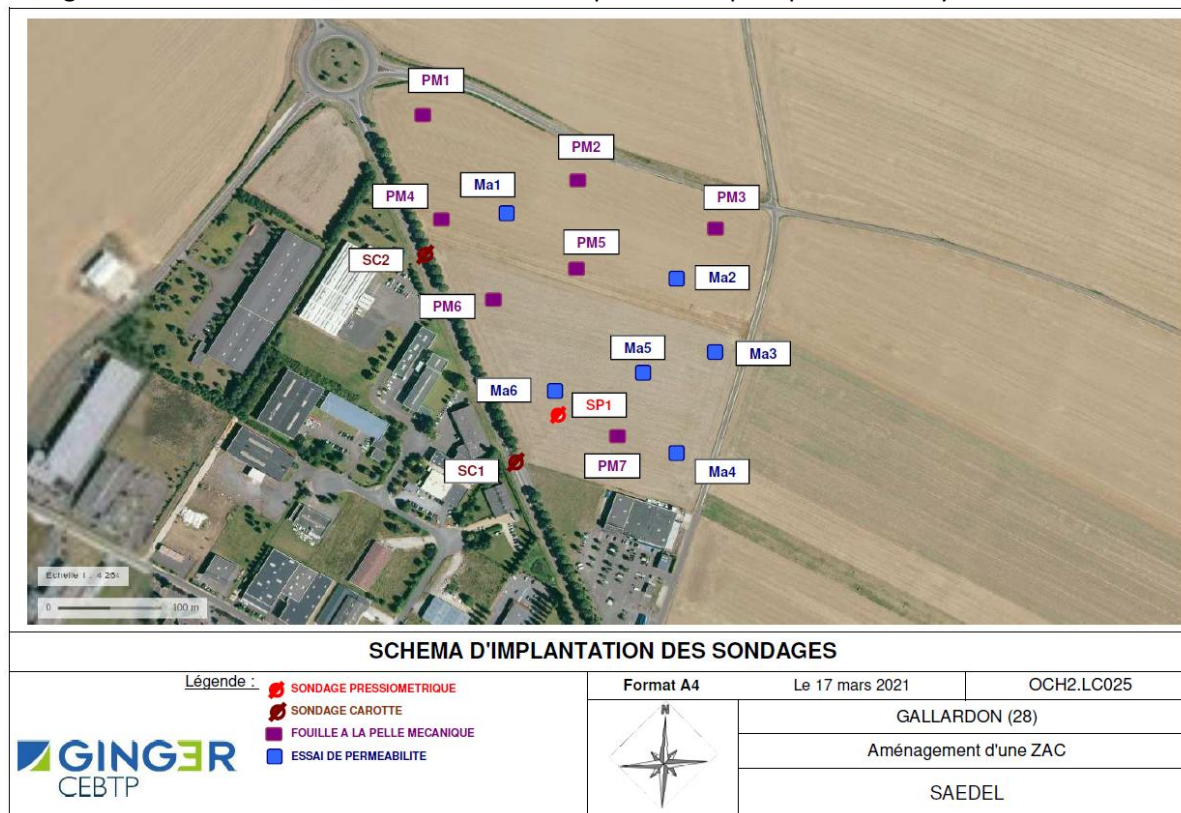 PM1
PM2
Ma1
PM4
PM3
PM5
SC2
Ma2
PM6
Ma5
Ma3
Ma6
SP1
SC1
PM7
Ma4
0 100 m
SCHEMA D'IMPLANTATION DES SONDAGES
Légende :
SONDAGE PRESSIOMETRIQUE
SONDAGE CAROTTE
FOUILLE A LA PELLE MECANIQUE
ESSAI DE PERMEABILITE
GINGER
CEBTP
Format A4
Le 17 mars 2021
OCH2.LC025
N
GALLARDON (28)
Aménagement d'une ZAC
SAEDEL